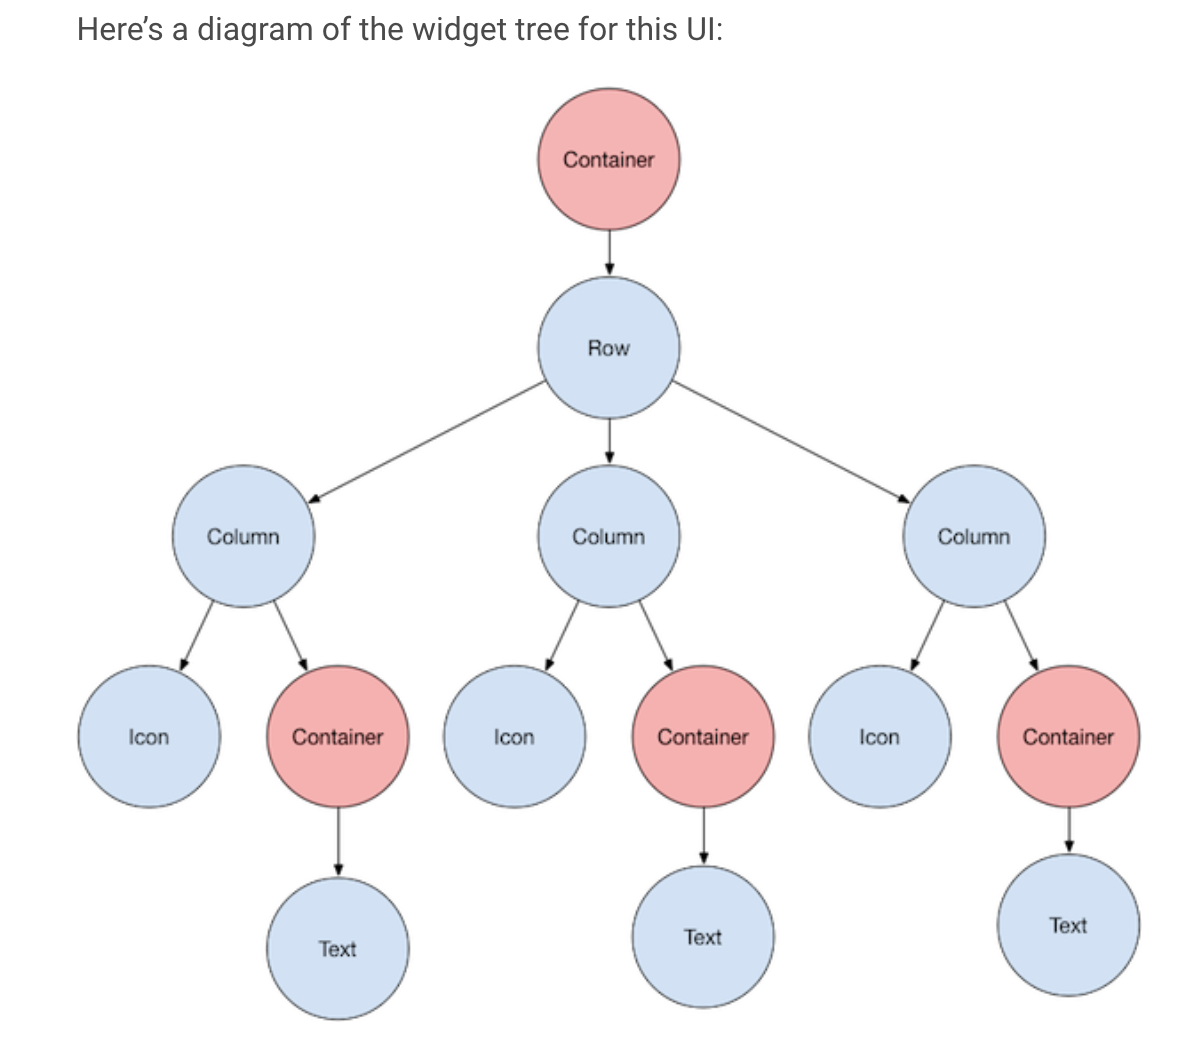 Here’s a diagram of the widget tree for this UI:
Container
Row
Column
Column
Column
Icon
Container
Icon
Container
Icon
Container
Text
Text
Text